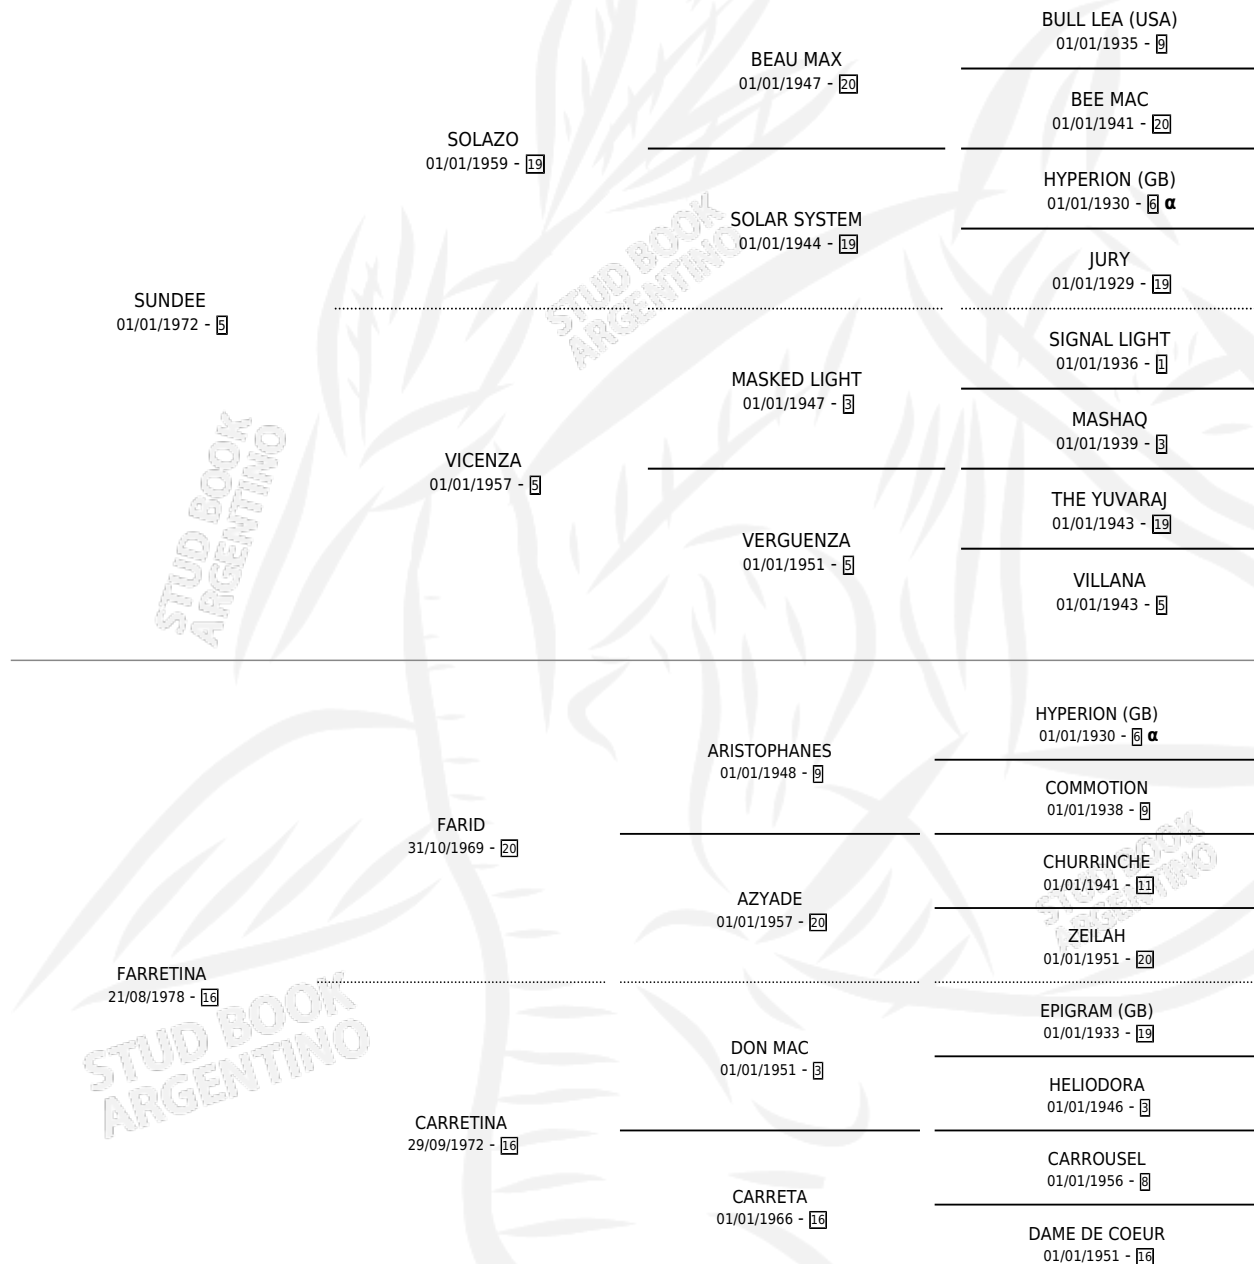 BULL LEA (USA)
01/01/1935 - 9
BEAU MAX
01/01/1947 - 20
BEE MAC
01/01/1941 - 20
SOLAZO
01/01/1959 - 19
HYPERION (GB)
01/01/1930 - 6 α
SOLAR SYSTEM
01/01/1944 - 19
JURY
01/01/1929 - 19
SUNDEE
01/01/1972 - 5
SIGNAL LIGHT
01/01/1936 - 1
MASKED LIGHT
01/01/1947 - 3
MASHAQ
01/01/1939 - 3
VICENZA
01/01/1957 - 5
THE YUVARAJ
01/01/1943 - 19
VERGUENZA
01/01/1951 - 5
VILLANA
01/01/1943 - 5
HYPERION (GB)
01/01/1930 - 6 α
ARISTOPHANES
01/01/1948 - 9
COMMOTION
01/01/1938 - 9
FARID
31/10/1969 - 20
CHURRINCHE
01/01/1941 - 11
AZYADE
01/01/1957 - 20
ZEILAH
01/01/1951 - 20
FARRETINA
21/08/1978 - 16
EPIGRAM (GB)
01/01/1933 - 19
DON MAC
01/01/1951 - 3
HELIODORA
01/01/1946 - 3
CARRETINA
29/09/1972 - 16
CARROUSEL
01/01/1956 - 8
CARRETA
01/01/1966 - 16
DAME DE COEUR
01/01/1951 - 16
STUD BOOK
ARGENTINO
STUD BOOK
ARGENTINO
STUD BOOK
ARGENTINO
STUD BOOK
ARGENTINO